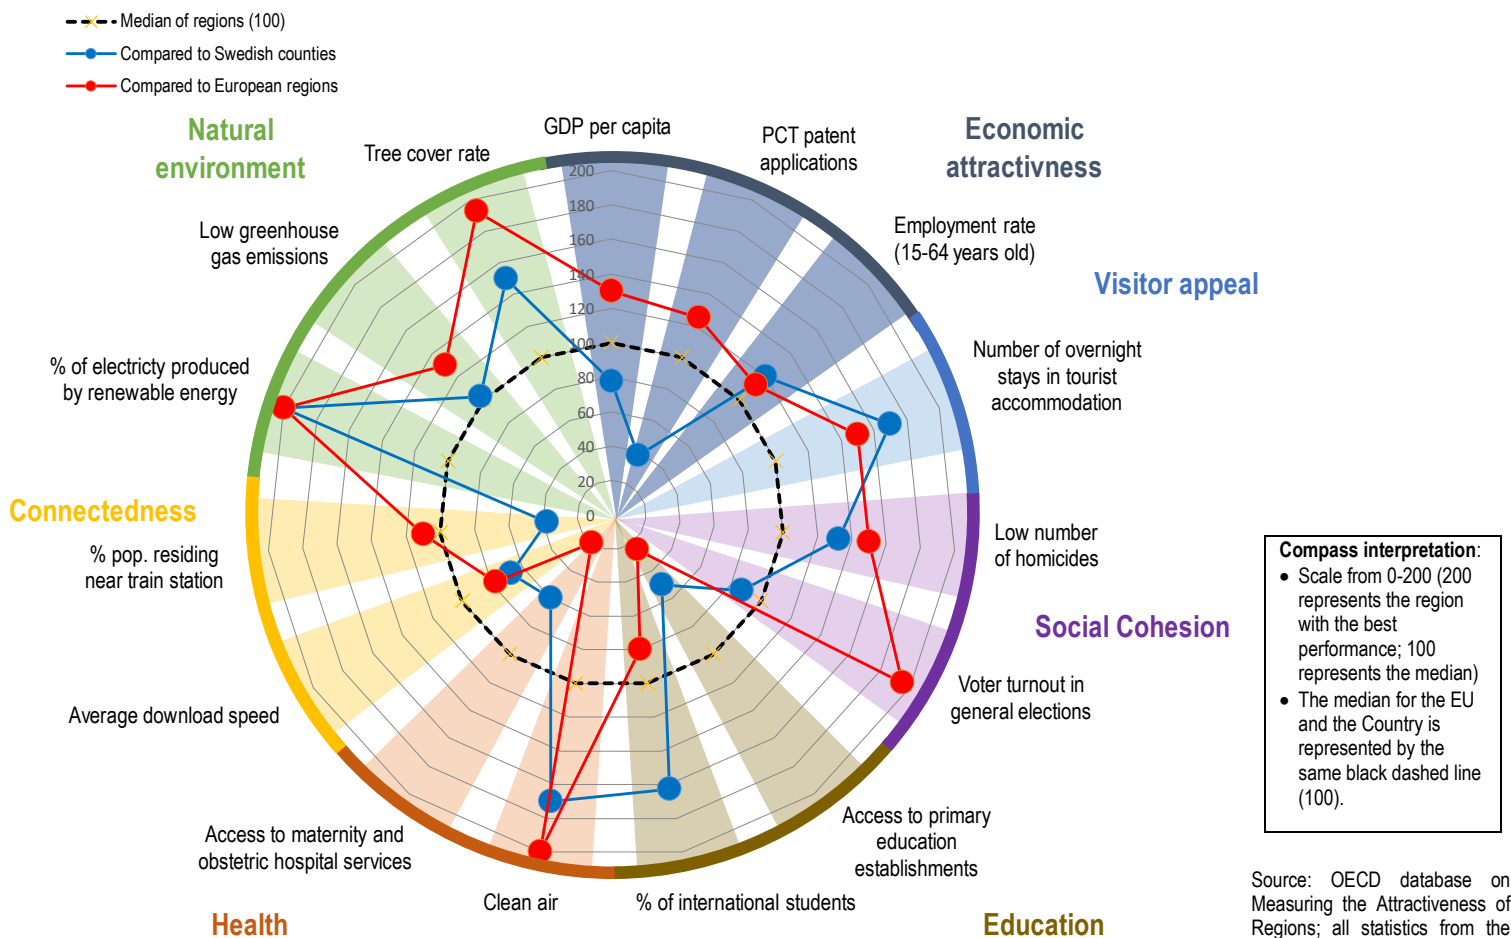 Median of regions (100)
Compared to Swedish counties
Compared to European regions
Natural
environment
Tree cover rate
GDP per capita
PCT patent
applications
Economic
attractivness
Low greenhouse
gas emissions
Employment rate
(15-64 years old)
Visitor appeal
200
180
160
140
120
100
80
60
40
20
0
% of electricty produced
by renewable energy
Number of overnight
stays in tourist
accommodation
Connectedness
% pop. residing
near train station
Low number
of homicides
Social Cohesion
Average download speed
Voter turnout in
general elections
Access to maternity and
obstetric hospital services
Access to primary
education
establishments
Clean air
% of international students
Health
Education
Compass interpretation:
• Scale from 0-200 (200
represents the region
with the best
performance; 100
represents the median)
• The median for the EU
and the Country is
represented by the
same black dashed line
(100).
Source: OECD database on
Measuring the Attractiveness of
Regions; all statistics from the